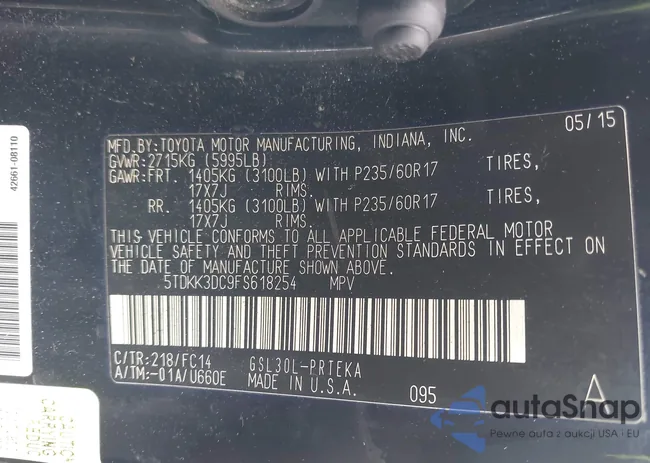 MFD.BY:TOYOTA MOTOR MANUFACTURING, INDIANA, INC. 05/15
GVWR:2715KG (5995LB)
GAWR:FRT. 1405KG (3100LB) WITH P235/60R17 TIRES,
17X7J RIMS.
RR. 1405KG (3100LB) WITH P235/60R17 TIRES,
17X7J RIMS.
THIS VEHICLE CONFORMS TO ALL APPLICABLE FEDERAL MOTOR
VEHICLE SAFETY AND THEFT PREVENTION STANDARDS IN EFFECT ON
THE DATE OF MANUFACTURE SHOWN ABOVE.
5TDKK3DC9FS618254 MPV
C/TR:218/FC14 GSL30L-PRTEKA
A/TM:-01A/U660E MADE IN U.S.A. 095 A
42661-08110
autoSnap
Pewne auta z aukcji USA · EU